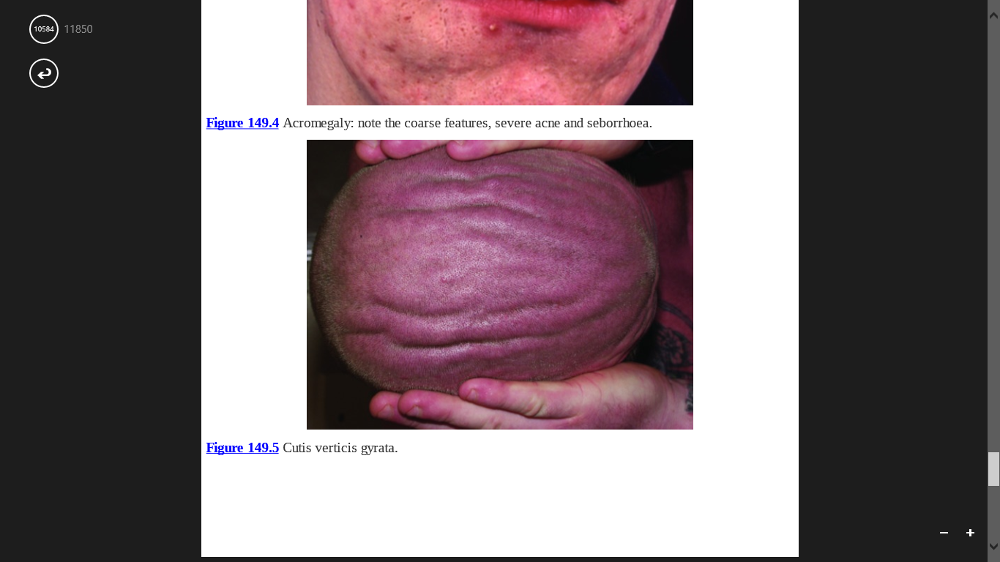 10584 11850
Figure 149.4 Acromegaly: note the coarse features, severe acne and seborrhoea.
Figure 149.5 Cutis verticis gyrata.